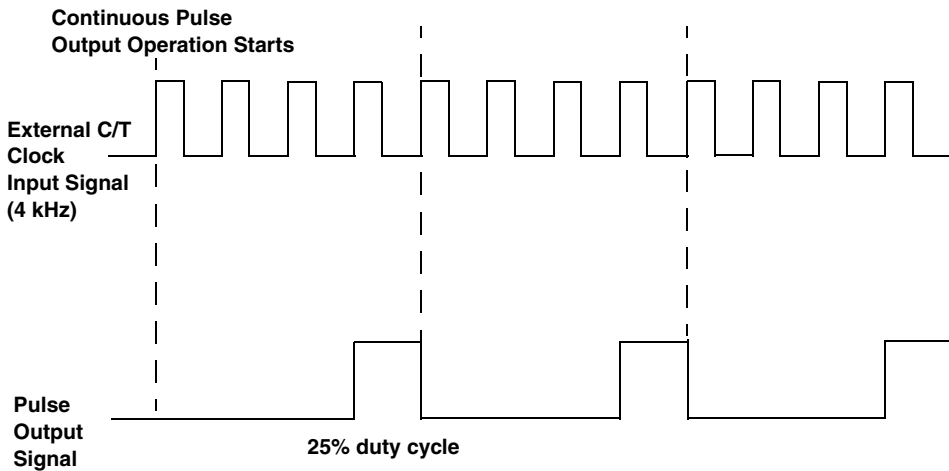 Continuous Pulse
Output Operation Starts
External C/T
Clock
Input Signal
(4 kHz)
Pulse
Output
Signal
25% duty cycle